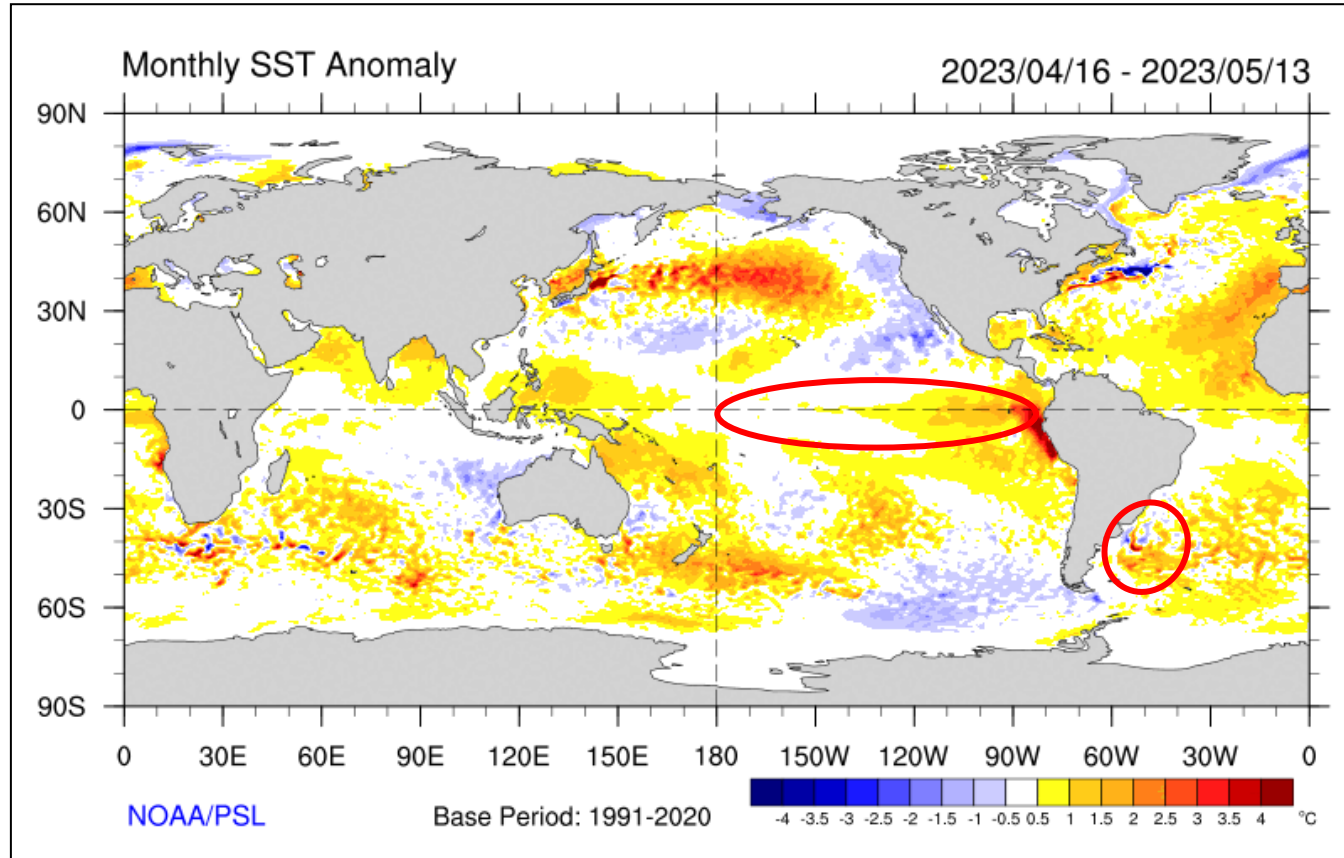 Monthly SST Anomaly
2023/04/16 - 2023/05/13
90N
60N
30N
0
30S
60S
90S
0 30E 60E 90E 120E 150E 180 150W 120W 90W 60W 30W 0
NOAA/PSL
Base Period: 1991-2020
-4 -3.5 -3 -2.5 -2 -1.5 -1 -0.5 0.5 1 1.5 2 2.5 3 3.5 4 °C